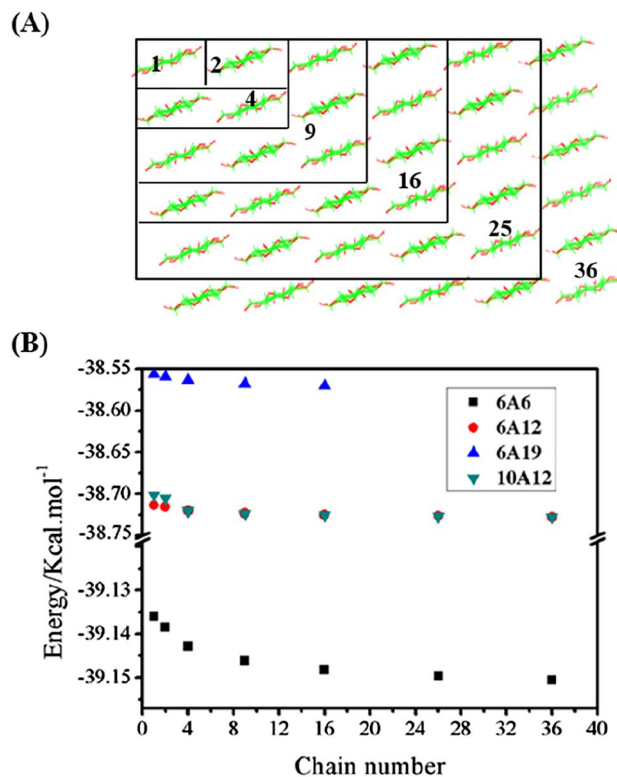 (A)
1
2
4
9
16
25
36
(B)
-38.55
-38.60
-38.65
-38.70
-38.75
-39.13
-39.14
-39.15
Energy/Kcal.mol⁻¹
6A6
6A12
6A19
10A12
0 4 8 12 16 20 24 28 32 36 40
Chain number